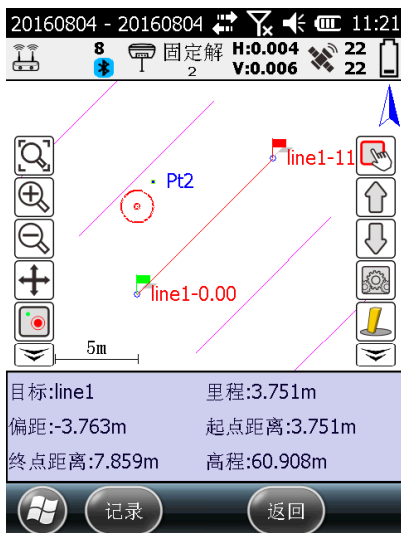 20160804 - 20160804 11:21
8 固定解 H:0.004 22
2 V:0.006 22
line1-11
Pt2
line1-0.00
5m
目标:line1 里程:3.751m
偏距:-3.763m 起点距离:3.751m
终点距离:7.859m 高程:60.908m
记录 返回